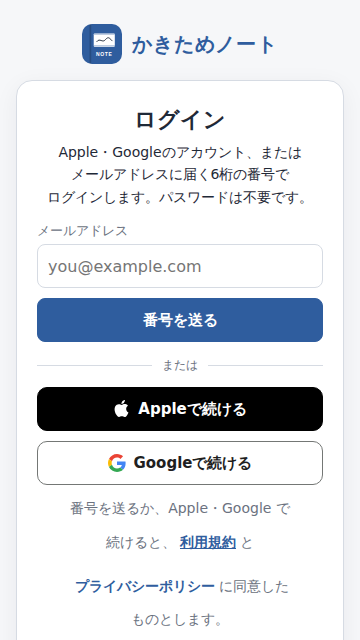 NOTE
かきためノート
ログイン
Apple・Googleのアカウント、または
メールアドレスに届く6桁の番号で
ログインします。パスワードは不要です。
メールアドレス
you@example.com
番号を送る
または
Appleで続ける
Googleで続ける
番号を送るか、Apple・Google で
続けると、 利用規約 と
プライバシーポリシー に同意した
ものとします。